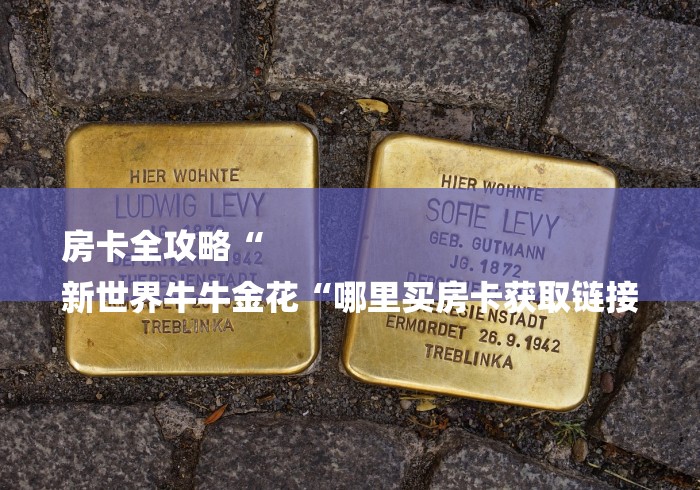 HIER WOHNTE
LUDWIG LEVY
HIER WOHNTE
SOFIE LEVY
GEB. GUTMANN
JG. 1872
房卡全攻略“
新世界牛牛金花“哪里买房卡获取链接
942
THERESIENSTADT
TREBLINKA
ERMORDET 26.9.1942
TREBLINKA